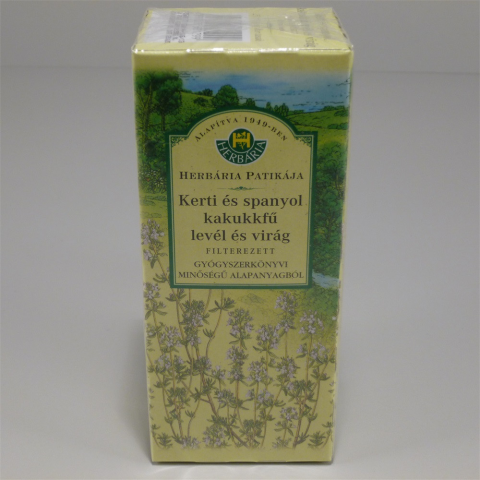 ALAPÍTVA 1949-BEN
HERBÁRIA
HERBÁRIA PATIKÁJA
Kerti és spanyol
kakukkfű
levél és virág
FILTEREZETT
GYÓGYSZERKÖNYVI
MINŐSÉGŰ ALAPANYAGBÓL